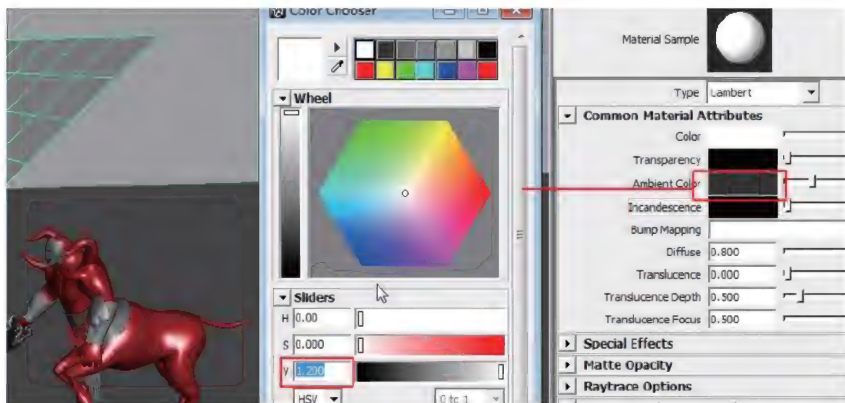 Color Chooser
Wheel
Sliders
H 0.00
S 0.000
V 1.200
HSV
0 to 1
Material Sample
Type Lambert
Common Material Attributes
Color
Transparency
Ambient Color
Incandescence
Bump Mapping
Diffuse 0.800
Translucence 0.000
Translucence Depth 0.500
Translucence Focus 0.500
Special Effects
Matte Opacity
Raytrace Options